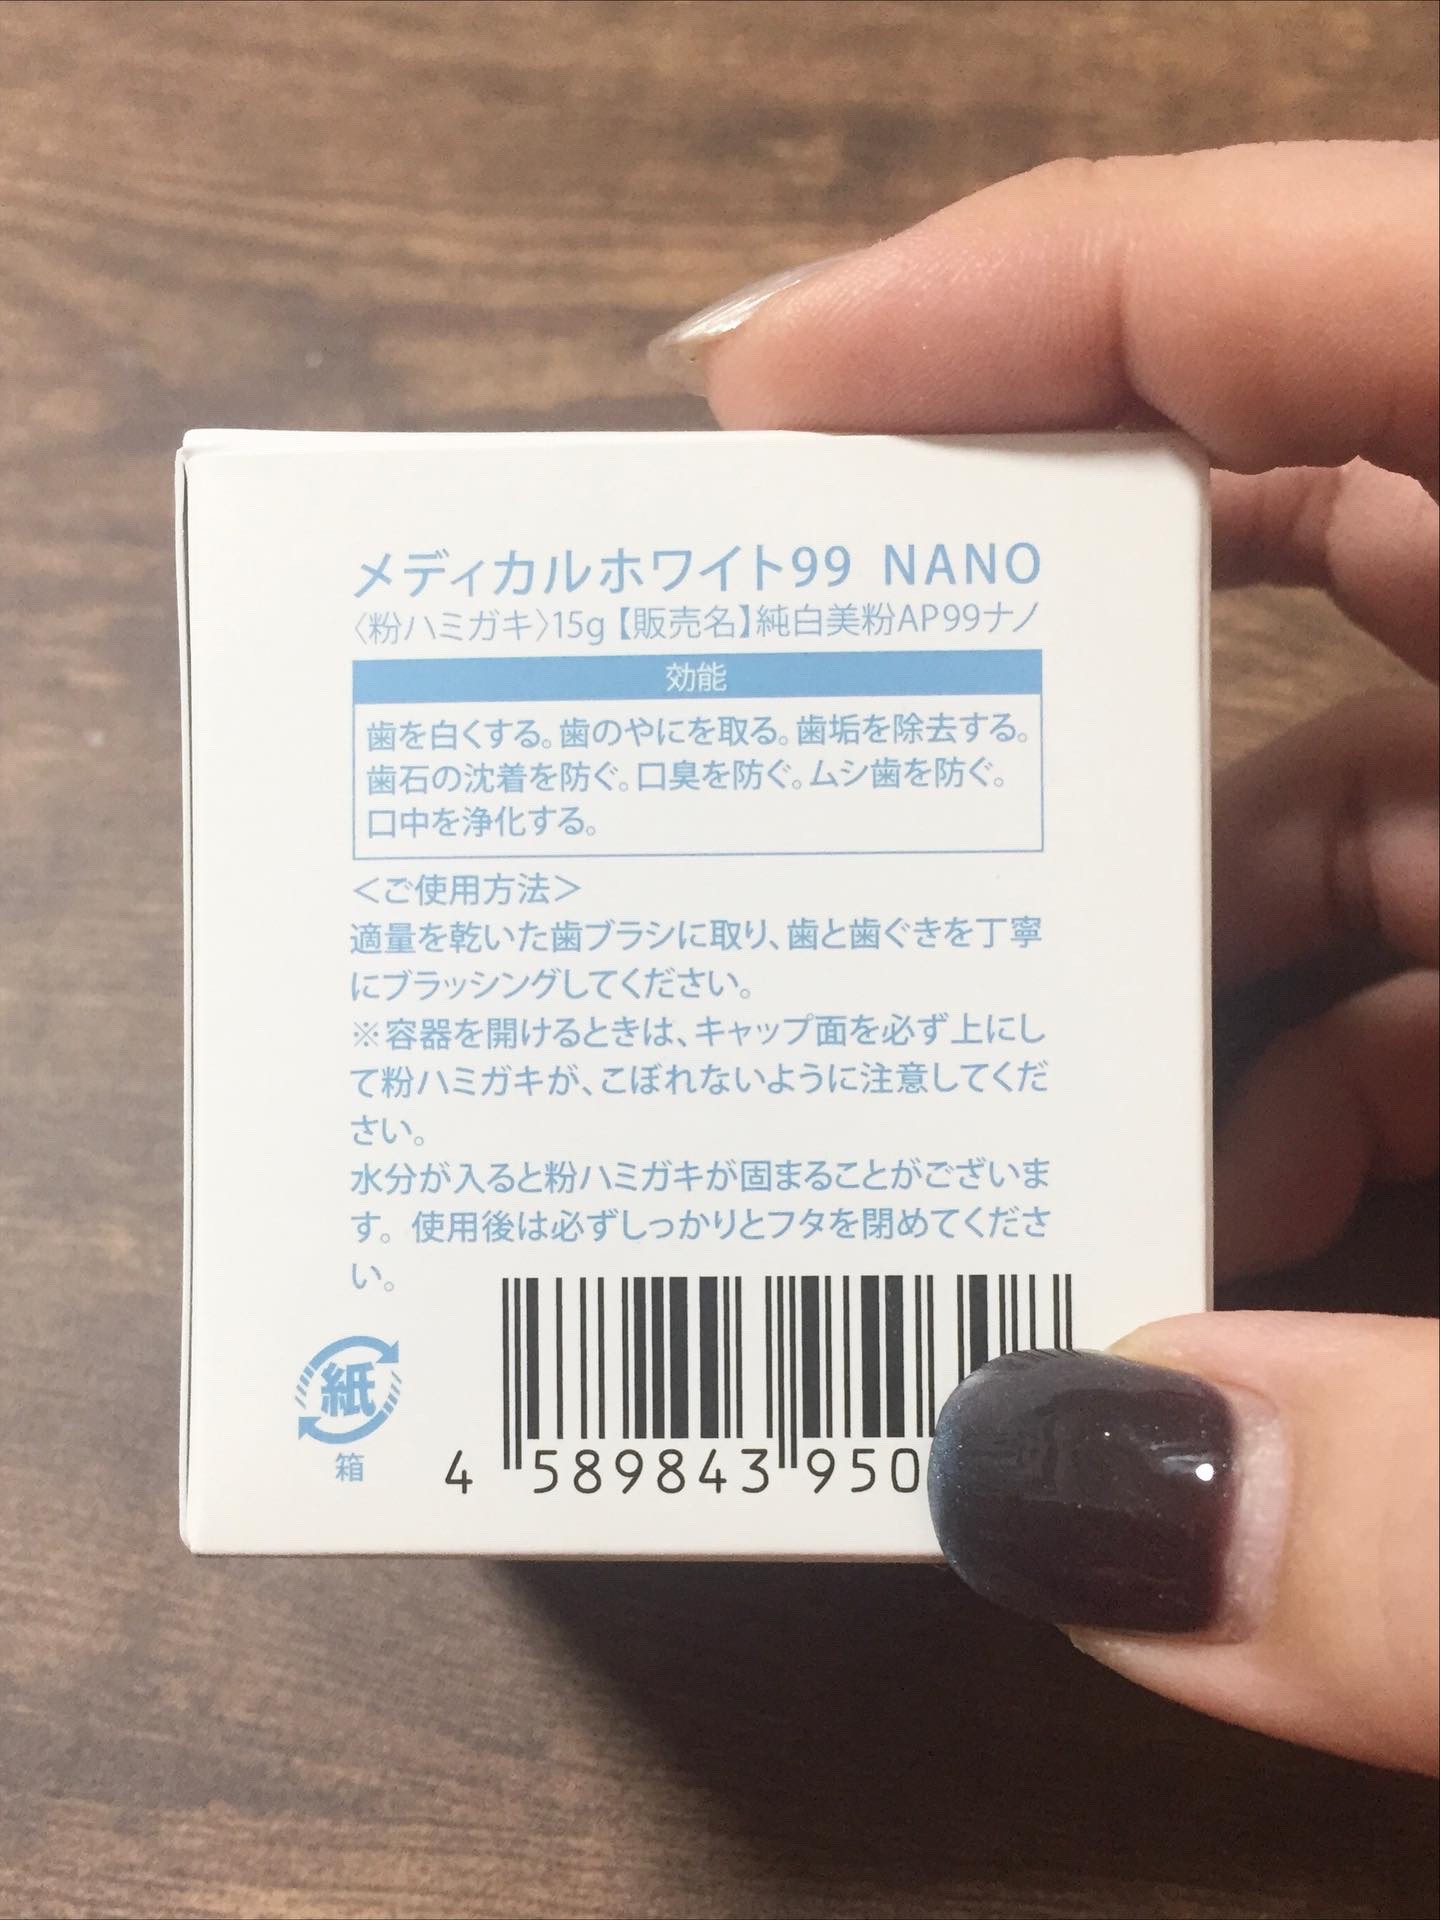 メディカルホワイト99 NANO
〈粉ハミガキ〉15g【販売名】純白美粉AP99ナノ
効能
歯を白くする。歯のやにを取る。歯垢を除去する。
歯石の沈着を防ぐ。口臭を防ぐ。ムシ歯を防ぐ。
口中を浄化する。
＜ご使用方法＞
適量を乾いた歯ブラシに取り、歯と歯ぐきを丁寧
にブラッシングしてください。
※容器を開けるときは、キャップ面を必ず上にし
て粉ハミガキが、こぼれないように注意してくだ
さい。
水分が入ると粉ハミガキが固まることがございま
す。使用後は必ずしっかりとフタを閉めてくださ
い。
紙
箱
4 589843 950